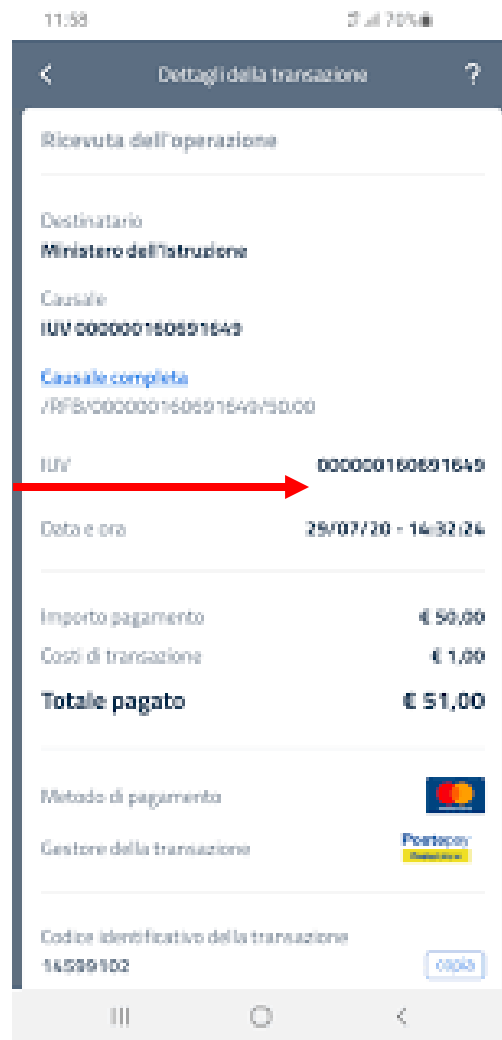 11:58
70%
Dettagli della transazione ?
Ricevuta dell'operazione
Destinatario
Ministero dell'Istruzione
Causale
IUV 000000160691649
Causale completa
/RFB/000000160691649/50.00
IUV 000000160691649
Data e ora 29/07/20 - 14:32:24
Importo pagamento € 50,00
Costi di transazione € 1,00
Totale pagato € 51,00
Metodo di pagamento
Gestore della transazione Postepay
Codice identificativo della transazione
14599102 copia